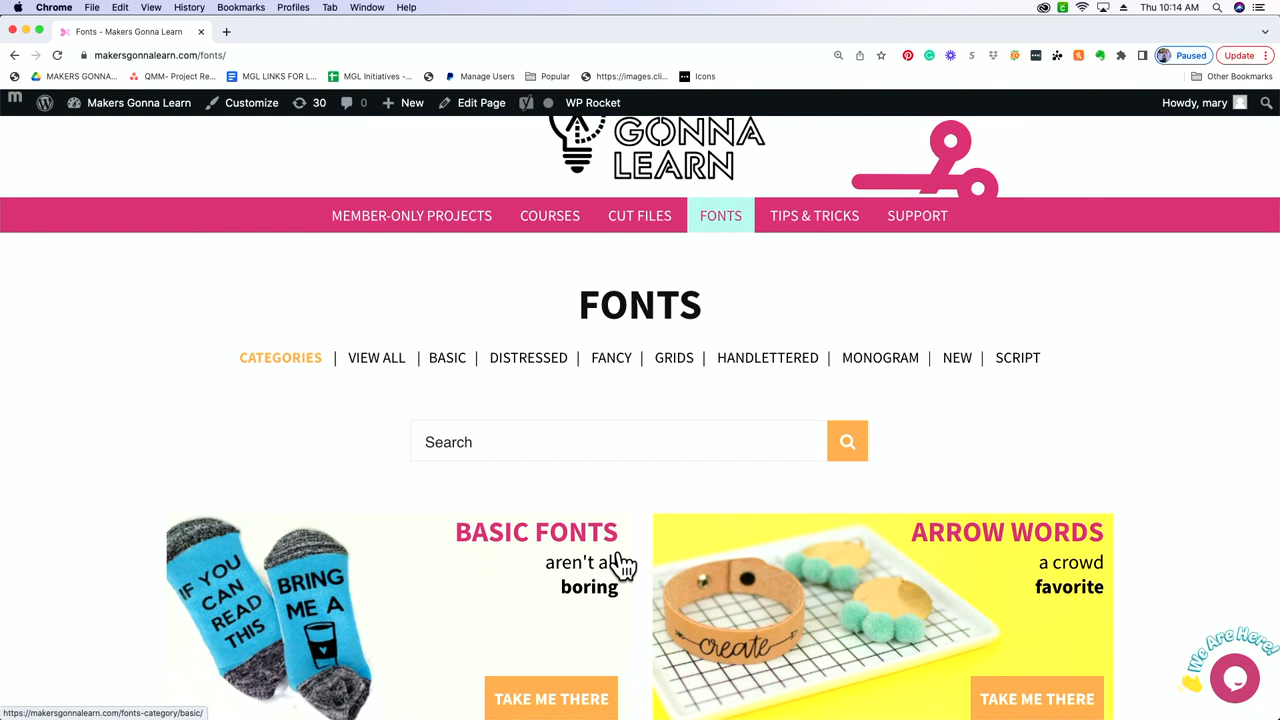 Chrome File Edit View History Bookmarks Profiles Tab Window Help Thu 10:14 AM
Fonts - Makers Gonna Learn
makersgonnalearn.com/fonts/ Paused Update
MAKERS GONNA... QMM- Project Re... MGL LINKS FOR L... MGL Initiatives -... Manage Users Popular https://images.cli... Icons Other Bookmarks
Makers Gonna Learn Customize 30 0 New Edit Page WP Rocket Howdy, mary
GONNA
LEARN
MEMBER-ONLY PROJECTS COURSES CUT FILES FONTS TIPS & TRICKS SUPPORT
FONTS
CATEGORIES | VIEW ALL | BASIC | DISTRESSED | FANCY | GRIDS | HANDLETTERED | MONOGRAM | NEW | SCRIPT
Search
BASIC FONTS
aren't all
boring
IF YOU
CAN
READ
THIS
BRING
ME A
TAKE ME THERE
ARROW WORDS
a crowd
favorite
create
TAKE ME THERE
We Are Here!
https://makersgonnalearn.com/fonts-category/basic/